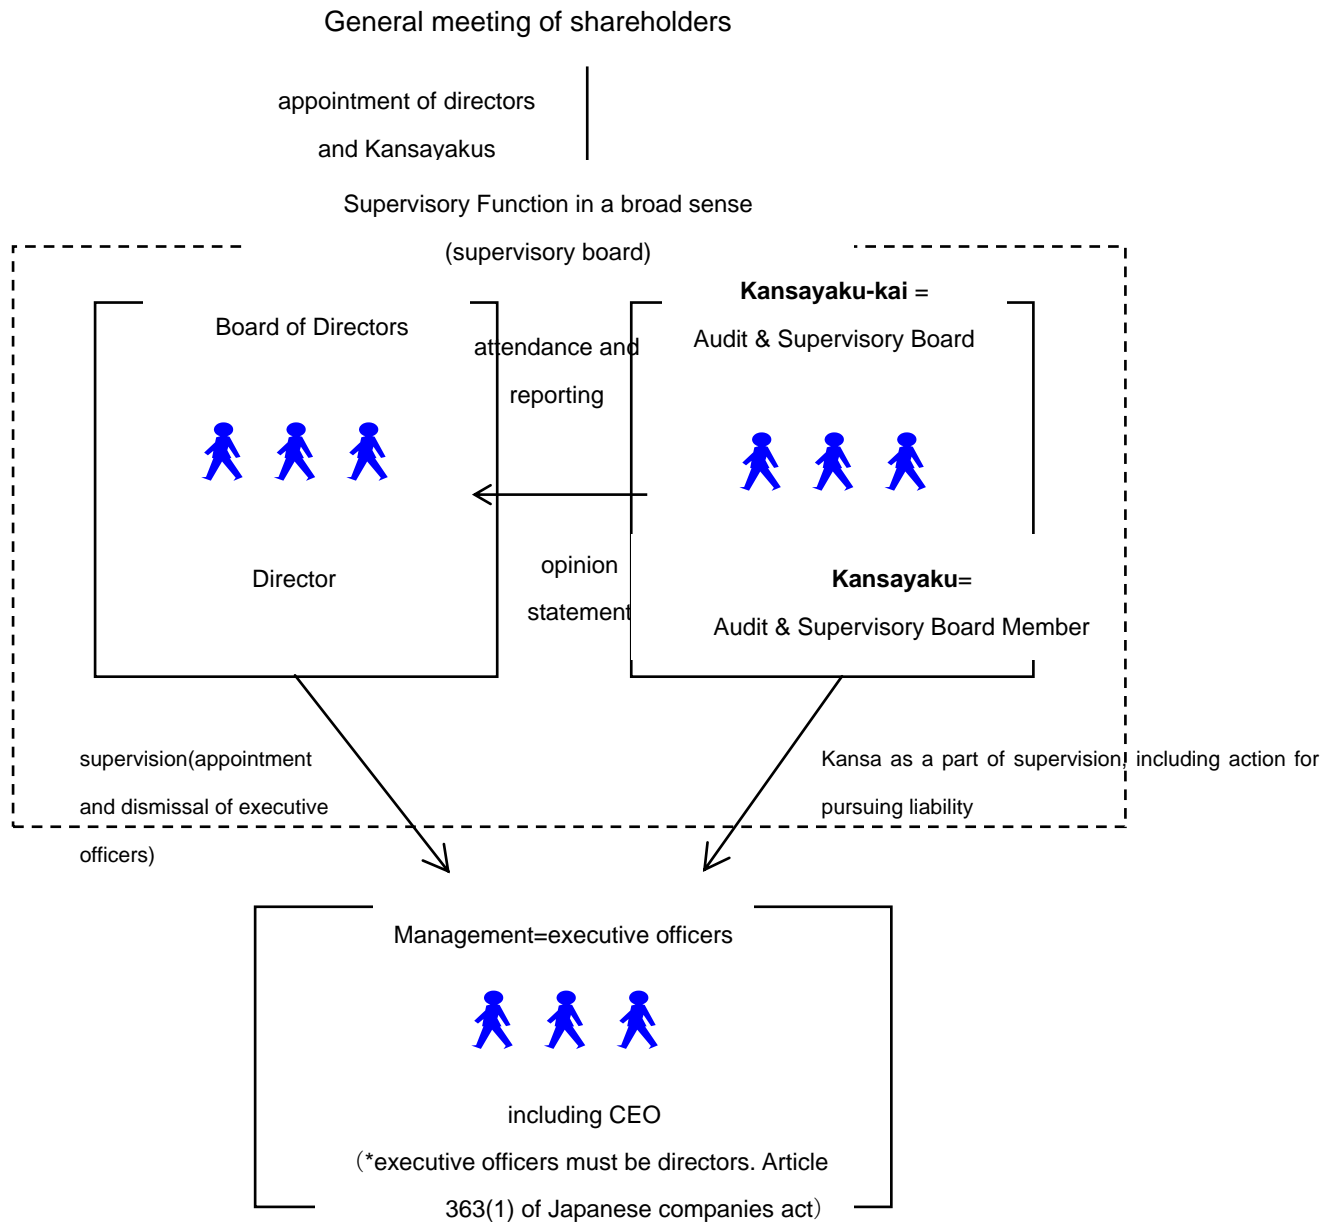 General meeting of shareholders
appointment of directors
and Kansayakus
Supervisory Function in a broad sense
(supervisory board)
Board of Directors
Director
attendance and
reporting
opinion
statement
Kansayaku-kai =
Audit & Supervisory Board
Kansayaku=
Audit & Supervisory Board Member
supervision(appointment
and dismissal of executive
officers)
Kansa as a part of supervision, including action for
pursuing liability
Management=executive officers
including CEO
（*executive officers must be directors. Article
363(1) of Japanese companies act）